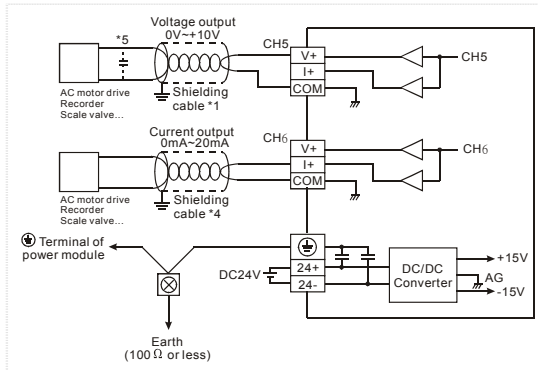 Voltage output
0V~+10V
*5
CH5
V+
I+
COM
CH5
AC motor drive
Recorder
Scale valve...
Shielding
cable *1
Current output
0mA~20mA
CH6
V+
I+
COM
CH6
AC motor drive
Recorder
Scale valve...
Shielding
cable *4
Terminal of
power module
DC24V
24+
24-
DC/DC
Converter
+15V
AG
-15V
Earth
(100 Ω or less)